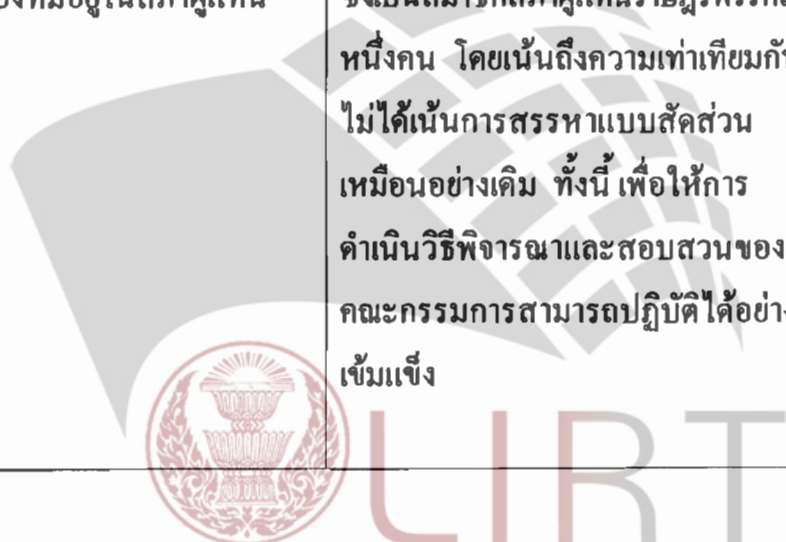 หนึ่งคน โดยเน้นถึงความเท่าเทียมกัน
ไม่ได้เน้นการสรรหาแบบสัดส่วน
เหมือนอย่างเดิม ทั้งนี้ เพื่อให้การ
ดำเนินวิธีพิจารณาและสอบสวนของ
คณะกรรมการสามารถปฏิบัติได้อย่าง
เข้มแข็ง
LIRT